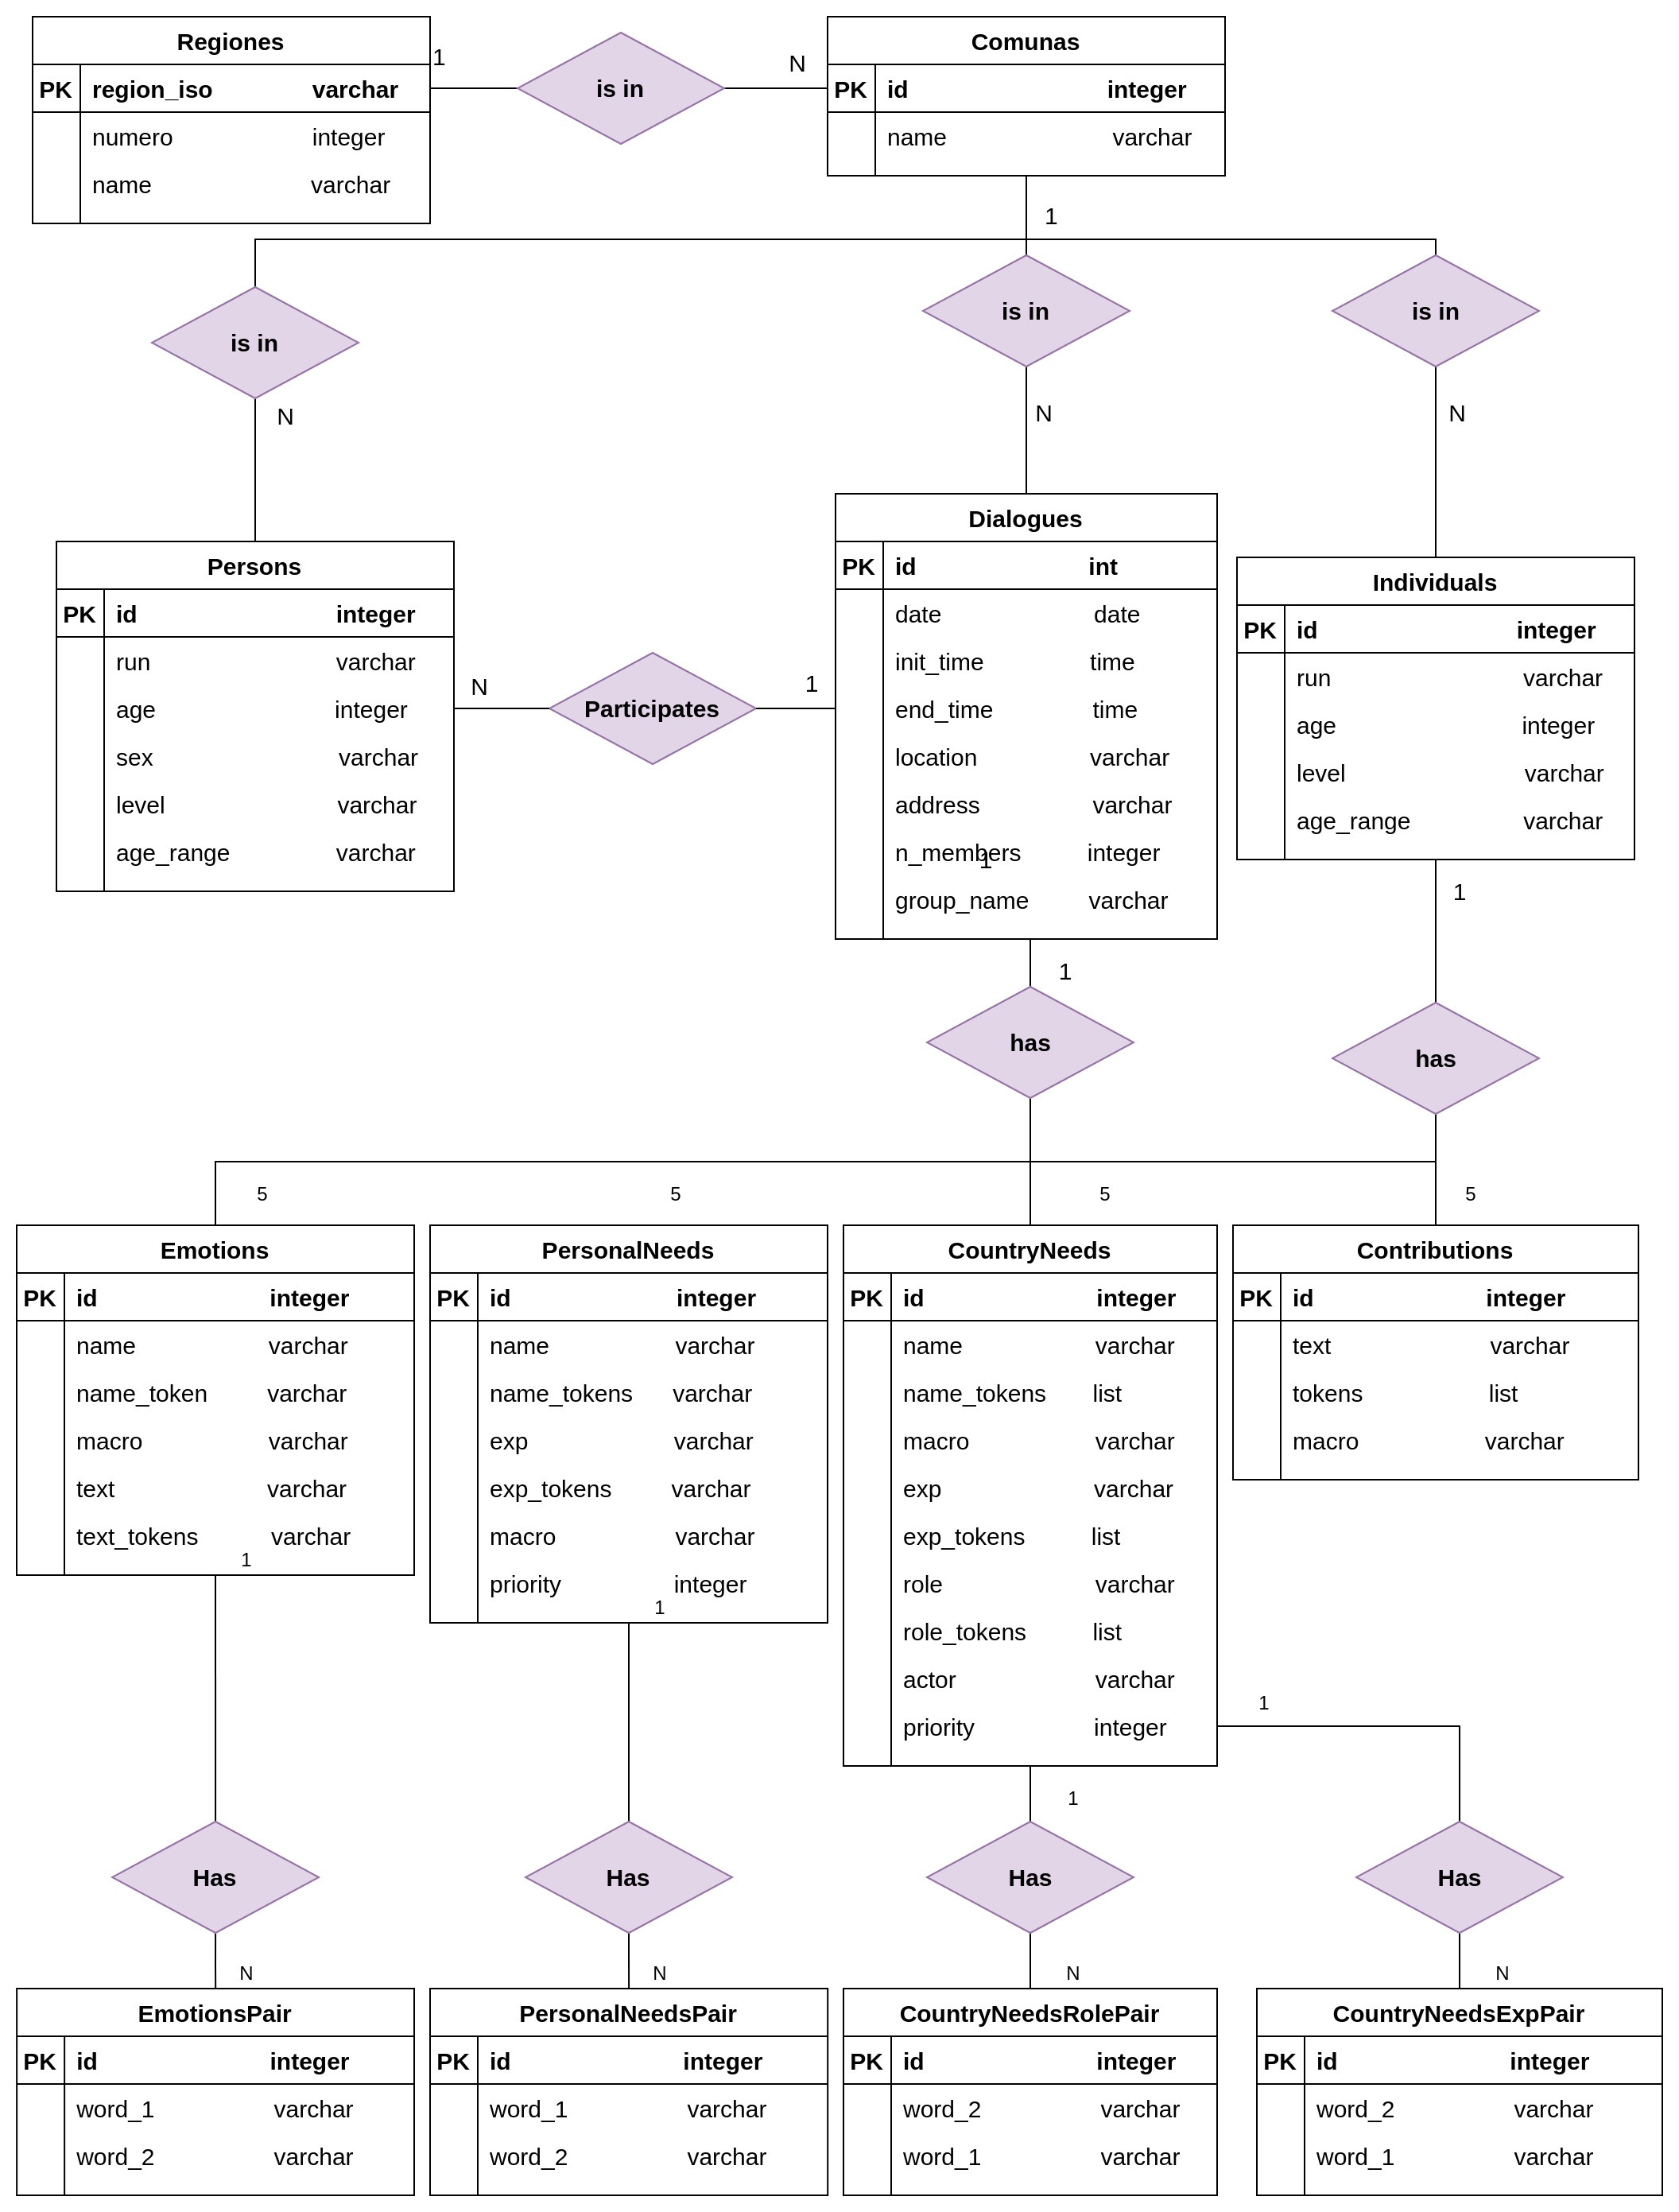 Regiones
PK region_iso varchar
numero integer
name varchar
1
is in
N
Comunas
PK id integer
name varchar
1
is in
is in
is in
N
N
N
Persons
PK id integer
run varchar
age integer
sex varchar
level varchar
age_range varchar
N
Participates
1
Dialogues
PK id int
date date
init_time time
end_time time
location varchar
address varchar
n_members integer
1
group_name varchar
Individuals
PK id integer
run varchar
age integer
level varchar
age_range varchar
1
1
has
has
5
5
5
5
Emotions
PK id integer
name varchar
name_token varchar
macro varchar
text varchar
text_tokens varchar
1
PersonalNeeds
PK id integer
name varchar
name_tokens varchar
exp varchar
exp_tokens varchar
macro varchar
priority integer
1
CountryNeeds
PK id integer
name varchar
name_tokens list
macro varchar
exp varchar
exp_tokens list
role varchar
role_tokens list
actor varchar
priority integer
Contributions
PK id integer
text varchar
tokens list
macro varchar
1
1
Has
Has
Has
Has
N
N
N
N
EmotionsPair
PK id integer
word_1 varchar
word_2 varchar
PersonalNeedsPair
PK id integer
word_1 varchar
word_2 varchar
CountryNeedsRolePair
PK id integer
word_2 varchar
word_1 varchar
CountryNeedsExpPair
PK id integer
word_2 varchar
word_1 varchar